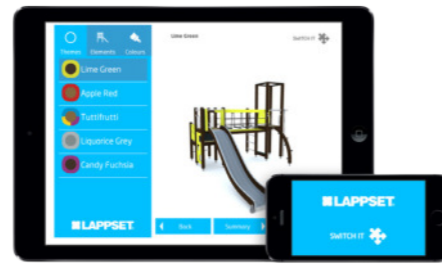 Themes Elements Colours
Lime Green
Apple Red
Tuttifrutti
Liquorice Grey
Candy Fuchsia
LAPPSET
Lime Green
SWITCH IT
Back
Summary
LAPPSET
SWITCH IT